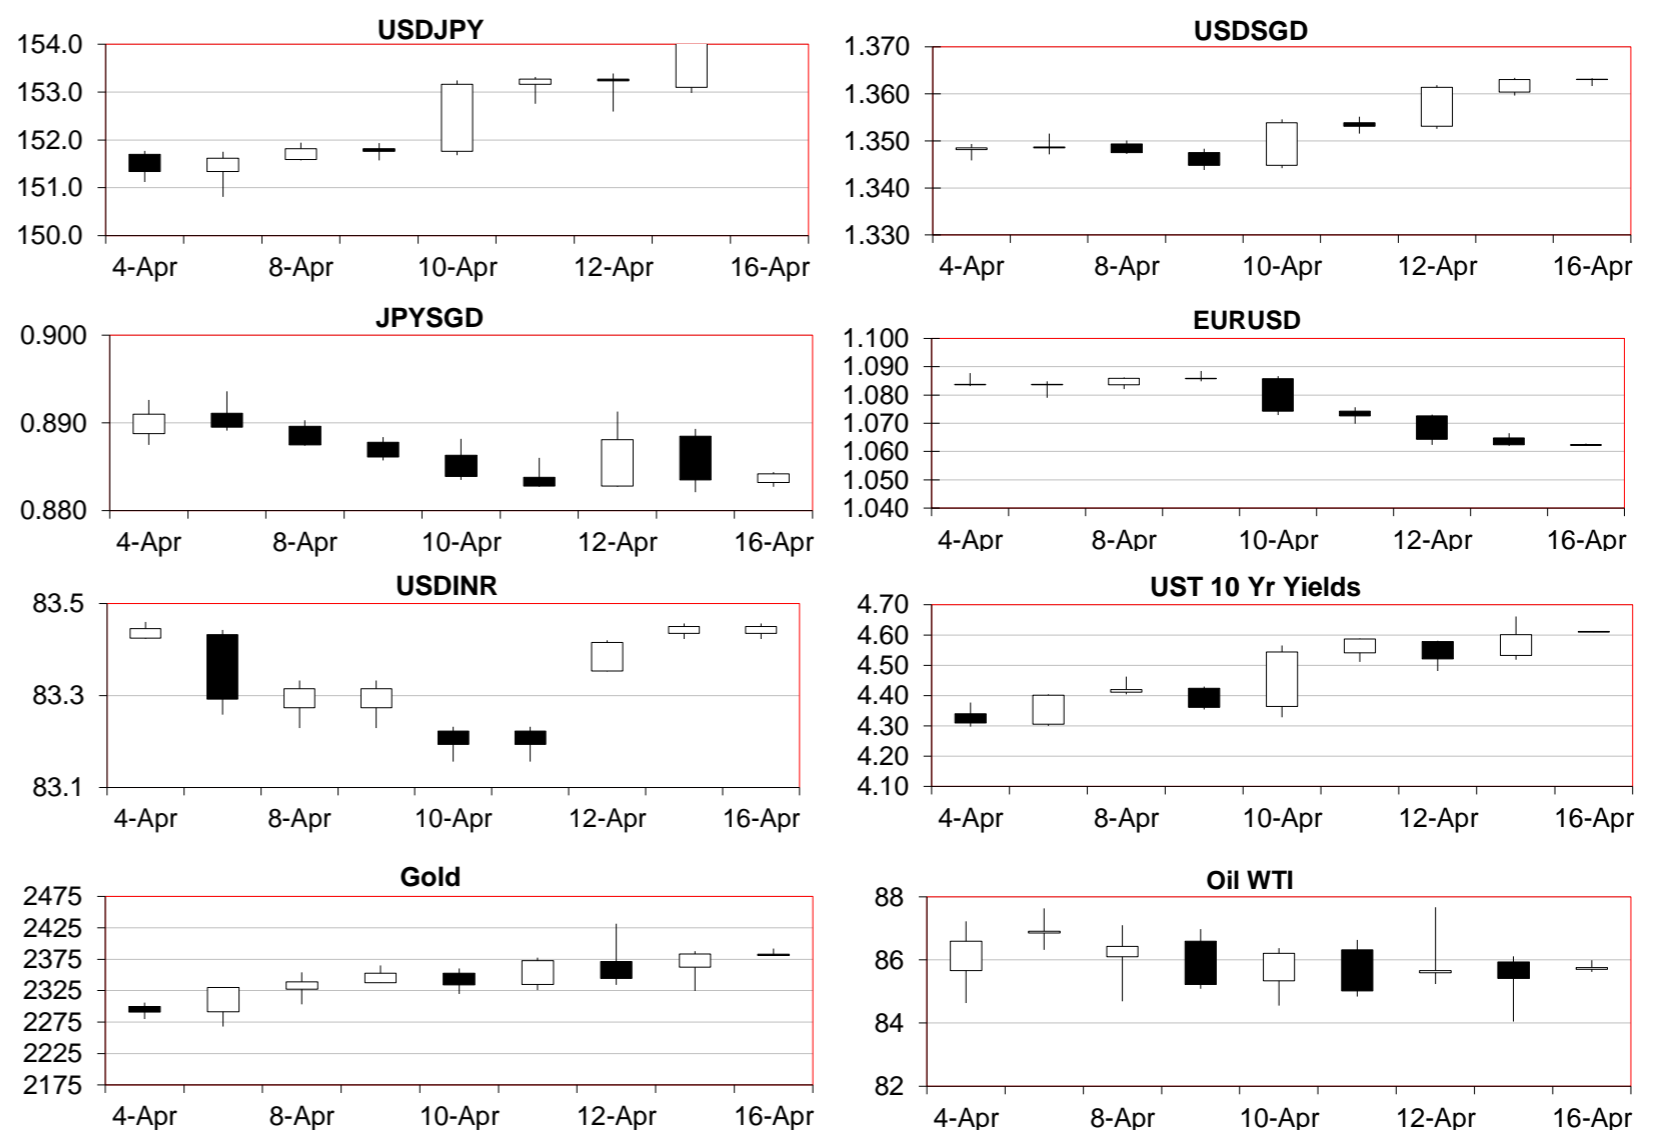 USDJPY
154.0
153.0
152.0
151.0
150.0
4-Apr 8-Apr 10-Apr 12-Apr 16-Apr
USDSGD
1.370
1.360
1.350
1.340
1.330
4-Apr 8-Apr 10-Apr 12-Apr 16-Apr
JPYSGD
0.900
0.890
0.880
4-Apr 8-Apr 10-Apr 12-Apr 16-Apr
EURUSD
1.100
1.090
1.080
1.070
1.060
1.050
1.040
4-Apr 8-Apr 10-Apr 12-Apr 16-Apr
USDINR
83.5
83.3
83.1
4-Apr 8-Apr 10-Apr 12-Apr 16-Apr
UST 10 Yr Yields
4.70
4.60
4.50
4.40
4.30
4.20
4.10
4-Apr 8-Apr 10-Apr 12-Apr 16-Apr
Gold
2475
2425
2375
2325
2275
2225
2175
4-Apr 8-Apr 10-Apr 12-Apr 16-Apr
Oil WTI
88
86
84
82
4-Apr 8-Apr 10-Apr 12-Apr 16-Apr